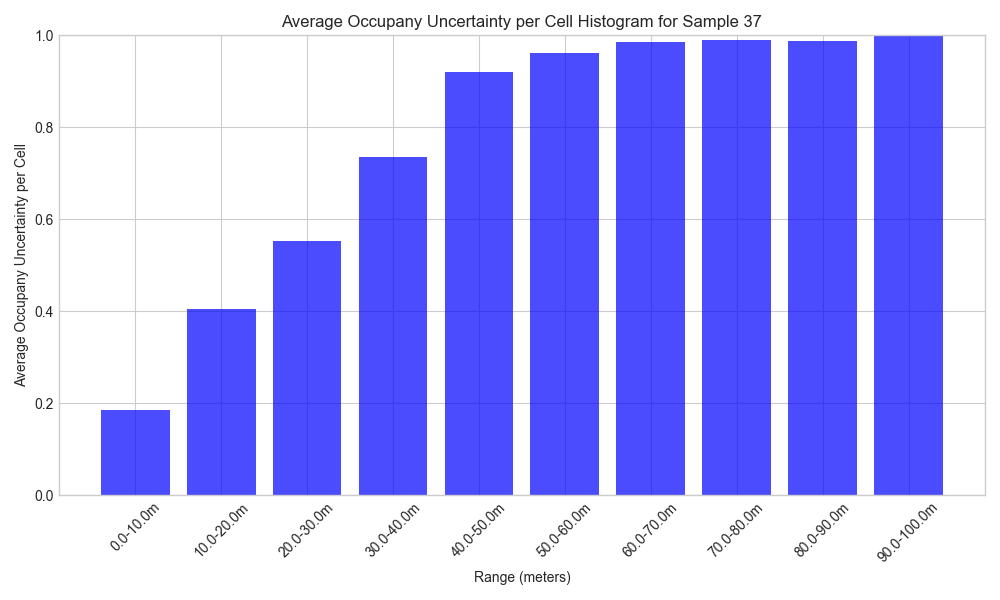 Average Occupany Uncertainty per Cell Histogram for Sample 37
Average Occupany Uncertainty per Cell
1.0
0.8
0.6
0.4
0.2
0.0
0.0-10.0m
10.0-20.0m
20.0-30.0m
30.0-40.0m
40.0-50.0m
50.0-60.0m
60.0-70.0m
70.0-80.0m
80.0-90.0m
90.0-100.0m
Range (meters)